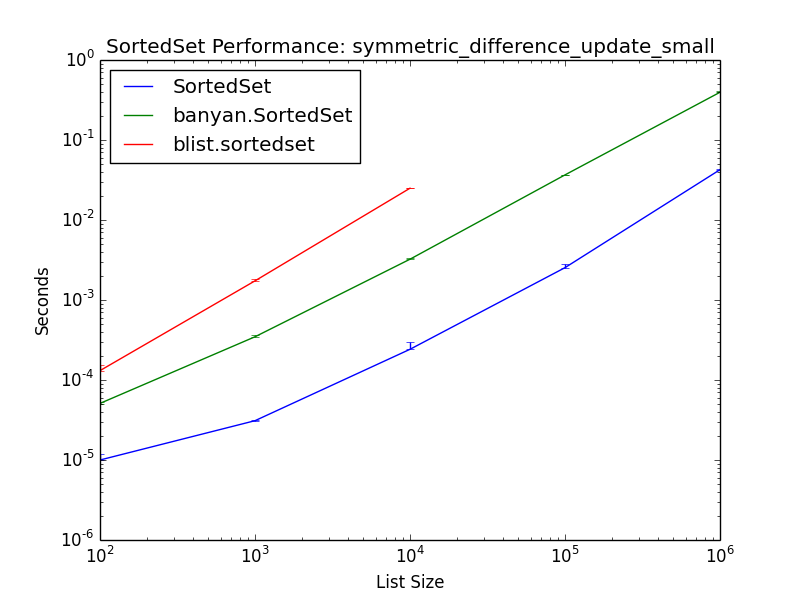 SortedSet Performance: symmetric_difference_update_small
SortedSet
banyan.SortedSet
blist.sortedset
10^0
10^-1
10^-2
10^-3
10^-4
10^-5
10^-6
Seconds
10^2
10^3
10^4
10^5
10^6
List Size